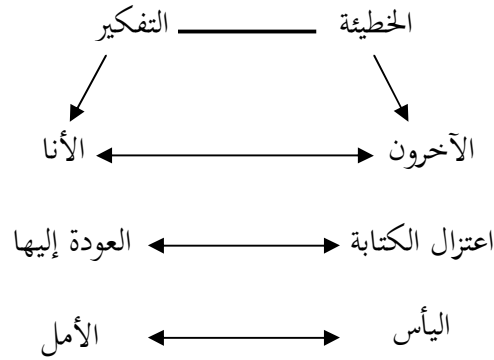 الخطيئة التفكير
الآخرون الأنا
اعتزال الكتابة العودة إليها
اليأس الأمل